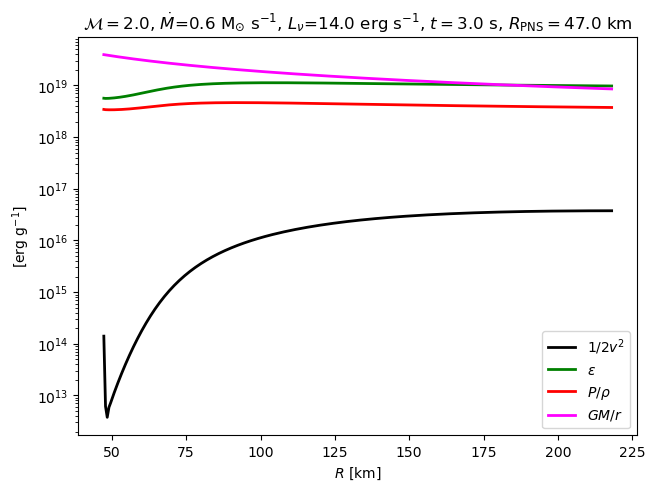 ℳ = 2.0, Ṁ=0.6 M⊙ s⁻¹, Lν=14.0 erg s⁻¹, t = 3.0 s, R_PNS = 47.0 km
10¹⁹
10¹⁸
10¹⁷
10¹⁶
10¹⁵
10¹⁴
10¹³
[erg g⁻¹]
1/2v²
ε
P/ρ
GM/r
50 75 100 125 150 175 200 225
R [km]